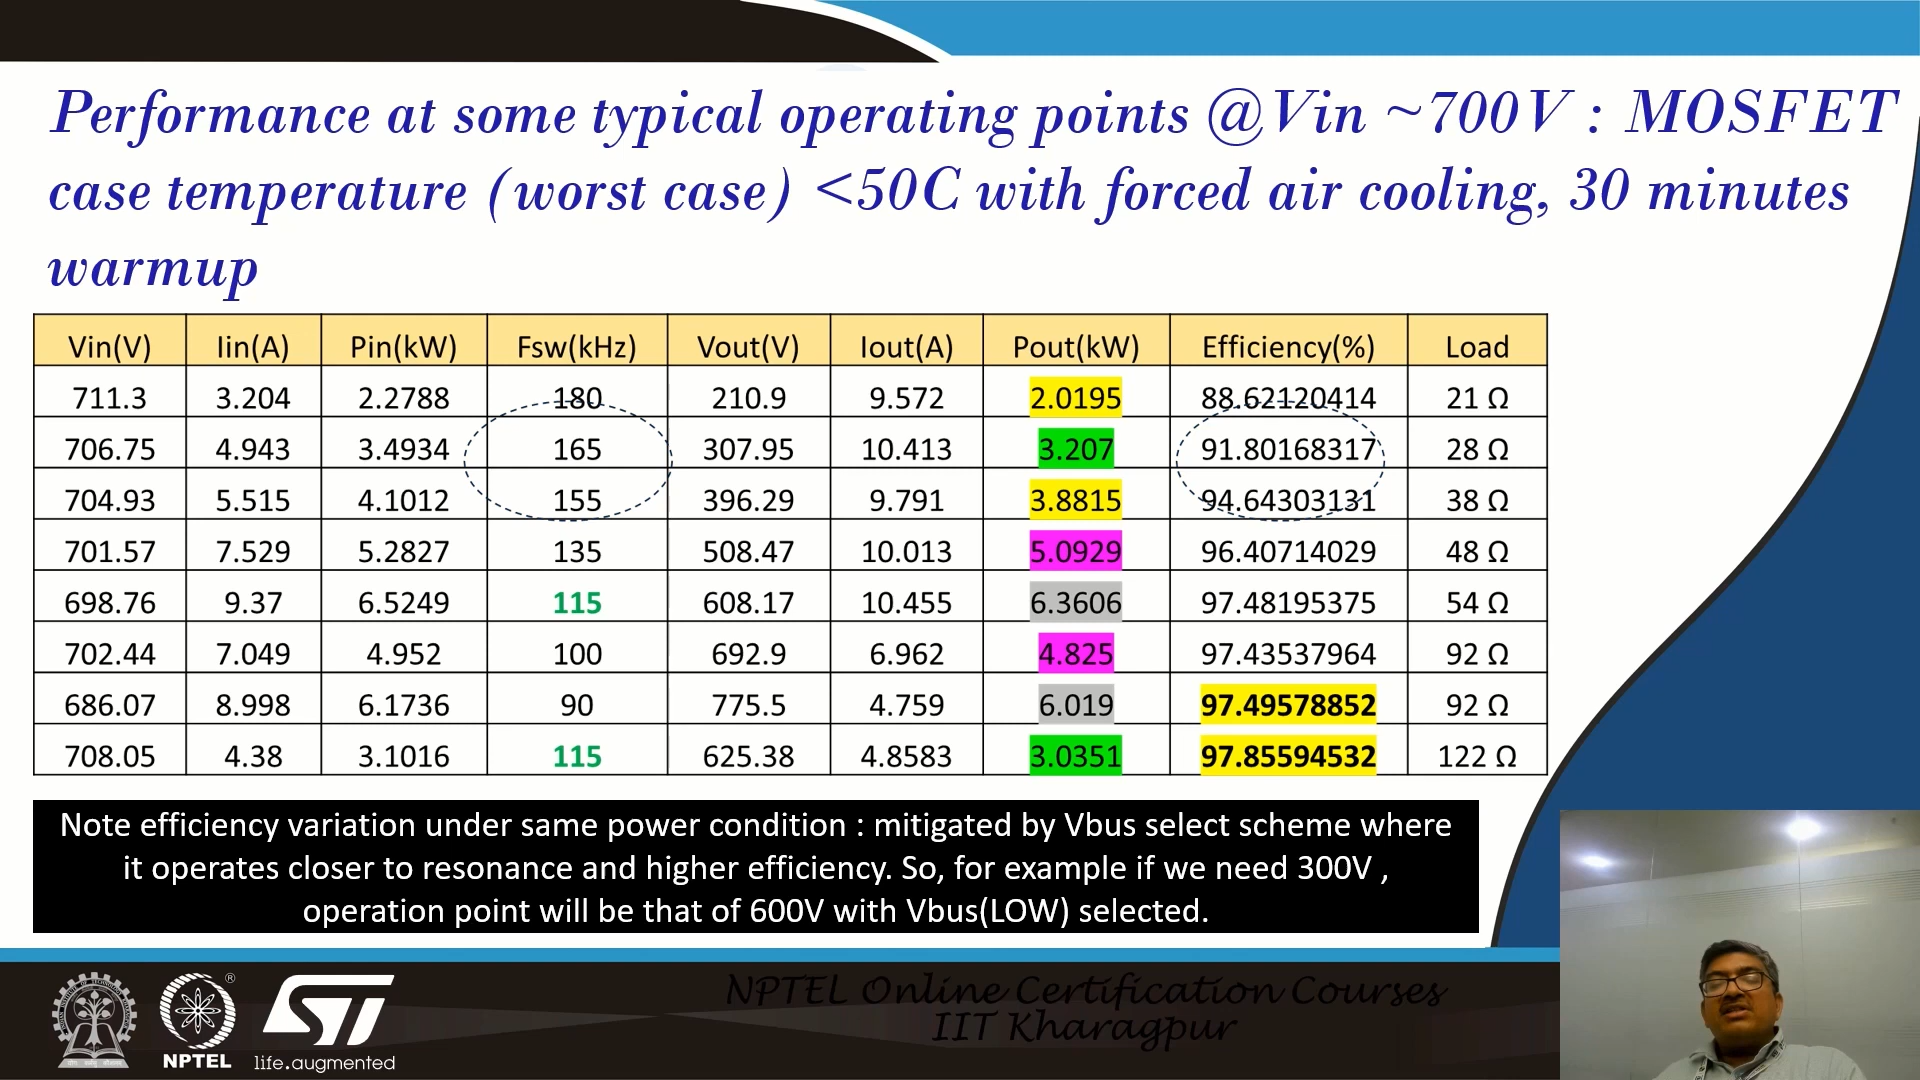 Performance at some typical operating points @Vin ~700V : MOSFET
case temperature (worst case) <50C with forced air cooling, 30 minutes
warmup
Vin(V) Iin(A) Pin(kW) Fsw(kHz) Vout(V) Iout(A) Pout(kW) Efficiency(%) Load
711.3 3.204 2.2788 180 210.9 9.572 2.0195 88.62120414 21 Ω
706.75 4.943 3.4934 165 307.95 10.413 3.207 91.80168317 28 Ω
704.93 5.515 4.1012 155 396.29 9.791 3.8815 94.64303131 38 Ω
701.57 7.529 5.2827 135 508.47 10.013 5.0929 96.40714029 48 Ω
698.76 9.37 6.5249 115 608.17 10.455 6.3606 97.48195375 54 Ω
702.44 7.049 4.952 100 692.9 6.962 4.825 97.43537964 92 Ω
686.07 8.998 6.1736 90 775.5 4.759 6.019 97.49578852 92 Ω
708.05 4.38 3.1016 115 625.38 4.8583 3.0351 97.85594532 122 Ω
Note efficiency variation under same power condition : mitigated by Vbus select scheme where
it operates closer to resonance and higher efficiency. So, for example if we need 300V ,
operation point will be that of 600V with Vbus(LOW) selected.
NPTEL Online Certification Courses
IIT Kharagpur
®
NPTEL
ST
life.augmented